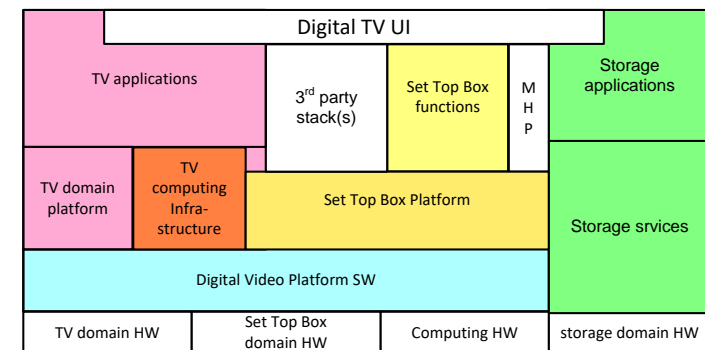 Digital TV UI
TV applications
3rd party
stack(s)
Set Top Box
functions
M
H
P
Storage
applications
TV domain
platform
TV
computing
Infra-
structure
Set Top Box Platform
Storage srvices
Digital Video Platform SW
TV domain HW
Set Top Box
domain HW
Computing HW
storage domain HW